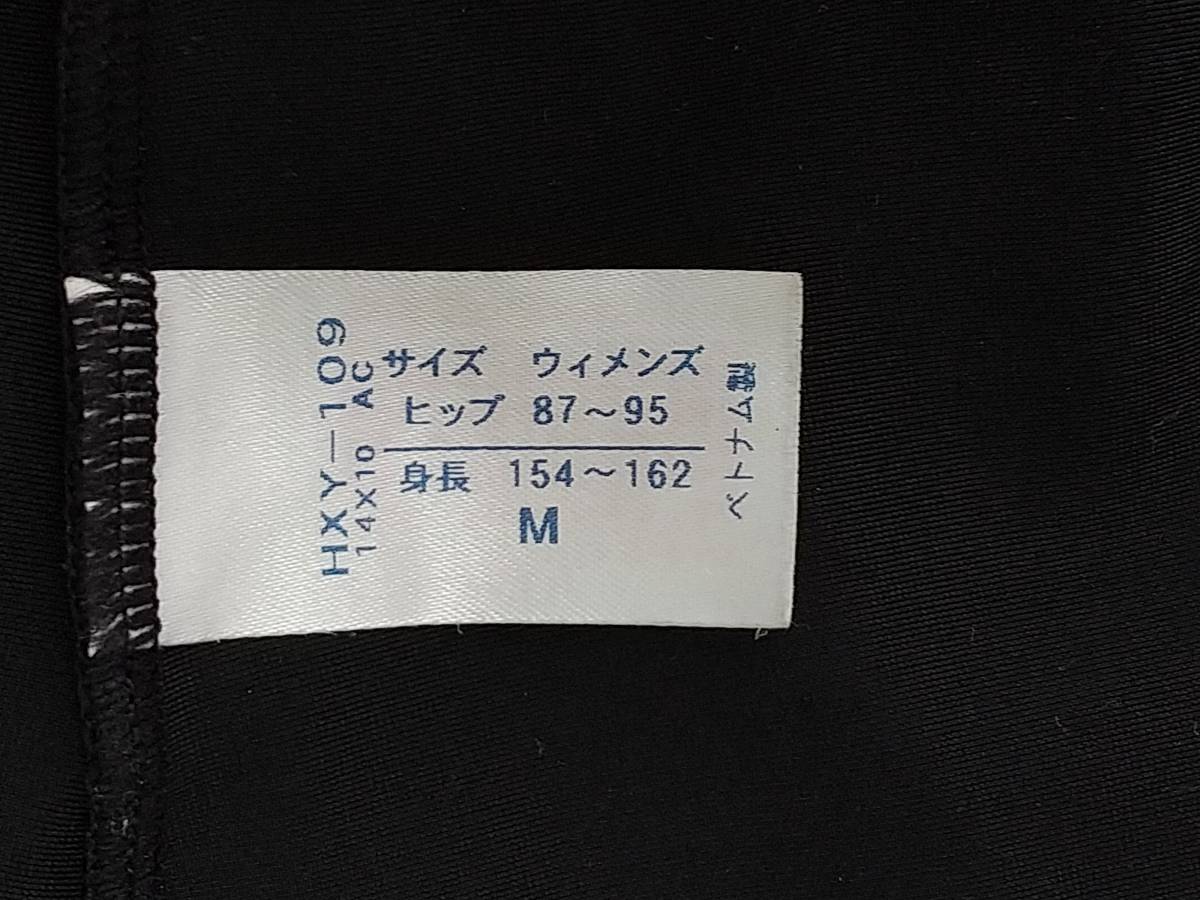 HXY-109
14X10 AC
サイズ ウィメンズ
ヒップ 87～95
身長 154～162
M
ベトナム製